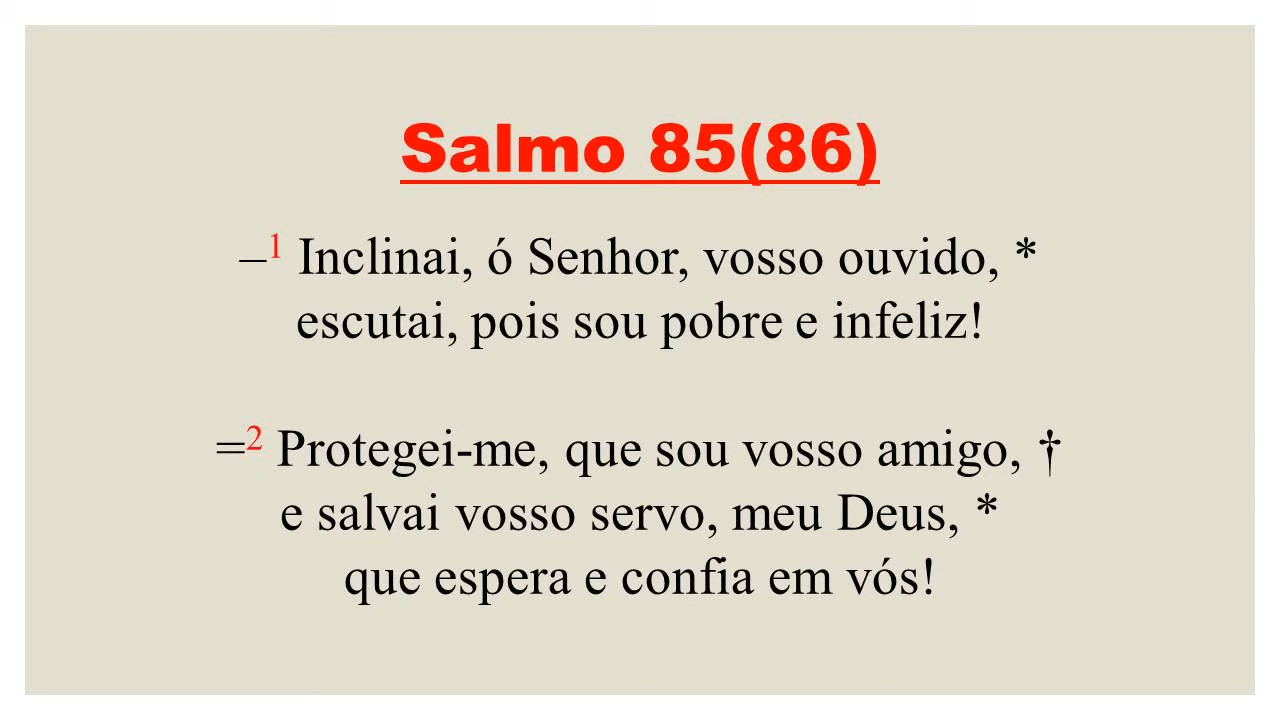 Salmo 85(86)
–1 Inclinai, ó Senhor, vosso ouvido, *
escutai, pois sou pobre e infeliz!
=2 Protegei-me, que sou vosso amigo, †
e salvai vosso servo, meu Deus, *
que espera e confia em vós!